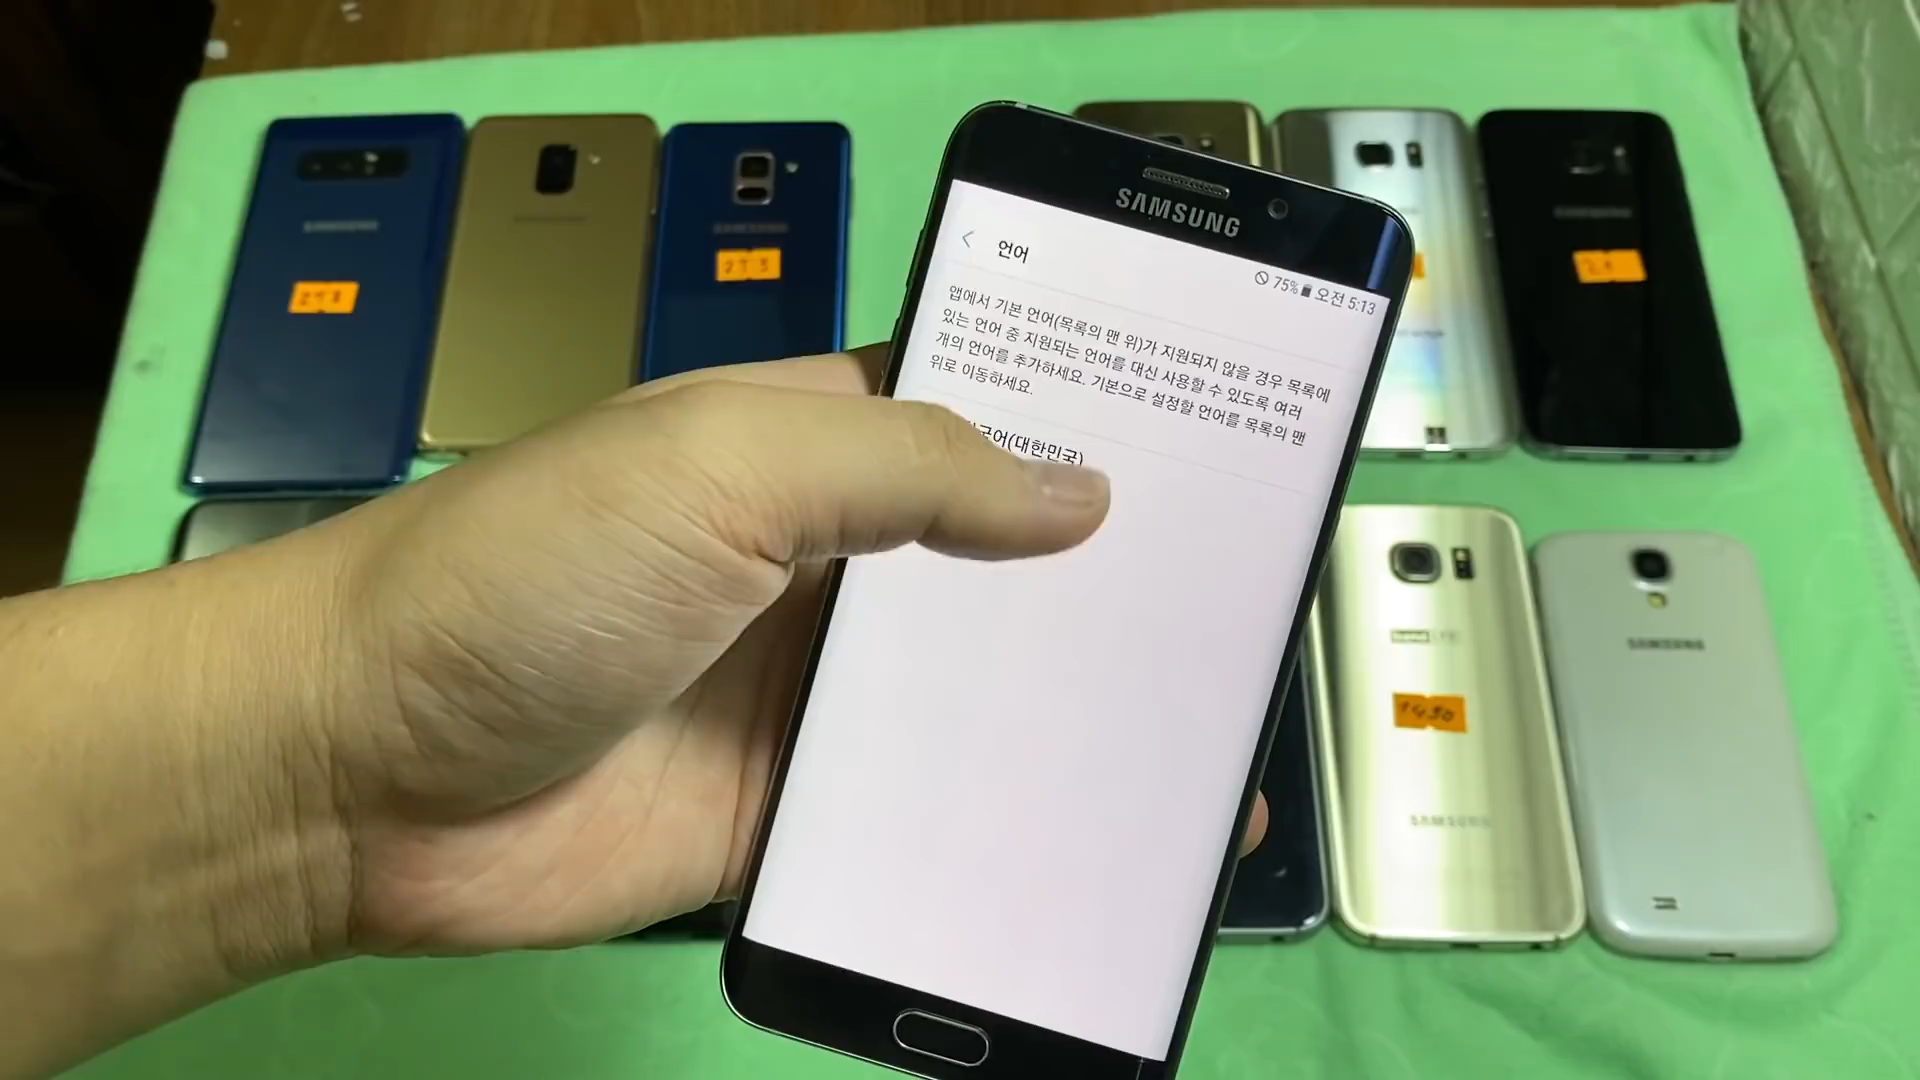 SAMSUNG
언어
75% 오전 5:13
앱에서 기본 언어(목록의 맨 위)가 지원되지 않을 경우 목록에
있는 언어 중 지원되는 언어를 대신 사용할 수 있도록 여러
개의 언어를 추가하세요. 기본으로 설정할 언어를 목록의 맨
위로 이동하세요.
국어(대한민국)
SAMSUNG
SAMSUNG
273
SAMSUNG
1450
SAMSUNG
SAMSUNG